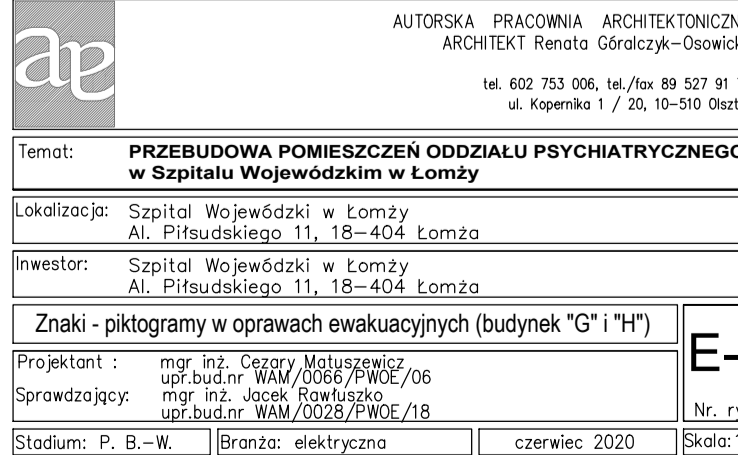 ae
AUTORSKA PRACOWNIA
ARCHITEKT Renata
tel. 602 753 006, tel./fax 89 527 91
ul. Kopernika 1 / 20, 10-510
Temat: PRZEBUDOWA POMIESZCZEŃ ODDZIAŁU PSYCHIATRYCZNEGO
w Szpitalu Wojewódzkim w Łomży
Lokalizacja: Szpital Wojewódzki w Łomży
Al. Piłsudskiego 11, 18-404 Łomża
Inwestor: Szpital Wojewódzki w Łomży
Al. Piłsudskiego 11, 18-404 Łomża
Znaki - piktogramy w oprawach ewakuacyjnych (budynek "G" i "H")
E-
Projektant : mgr inż. Cezary Matuszewicz
upr.bud.nr WAM/0066/PWOE/06
Sprawdzający: mgr inż. Jacek Rawłuszko
upr.bud.nr WAM/0028/PWOE/18
Nr.
Stadium: P. B.-W. Branża: elektryczna czerwiec 2020 Skala: